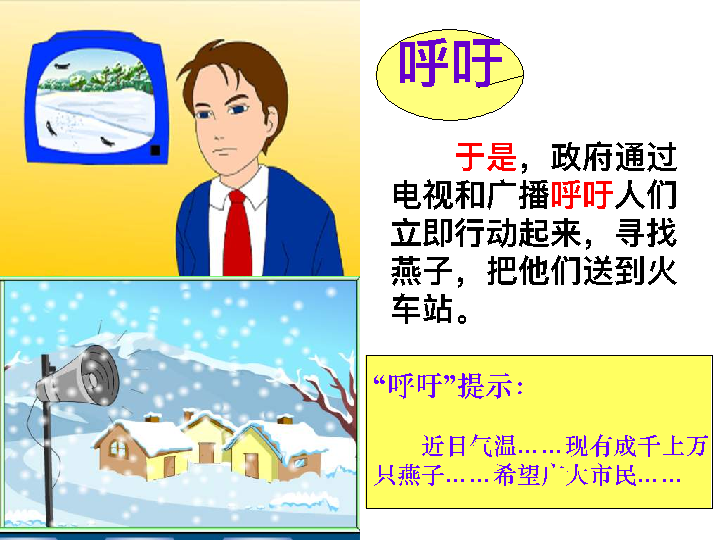 呼吁
于是，政府通过
电视和广播呼吁人们
立即行动起来，寻找
燕子，把他们送到火
车站。
“呼吁”提示：
近日气温……现有成千上万
只燕子……希望广大市民……